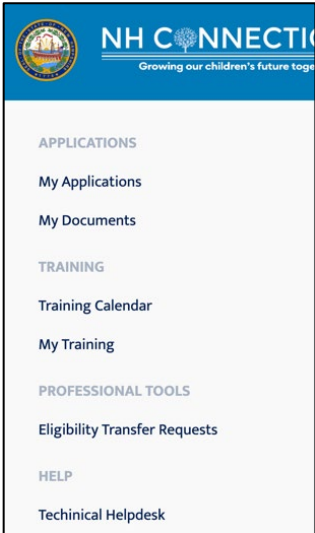 NH C NNECTI
Growing our children's future toge
APPLICATIONS
My Applications
My Documents
TRAINING
Training Calendar
My Training
PROFESSIONAL TOOLS
Eligibility Transfer Requests
HELP
Techinical Helpdesk